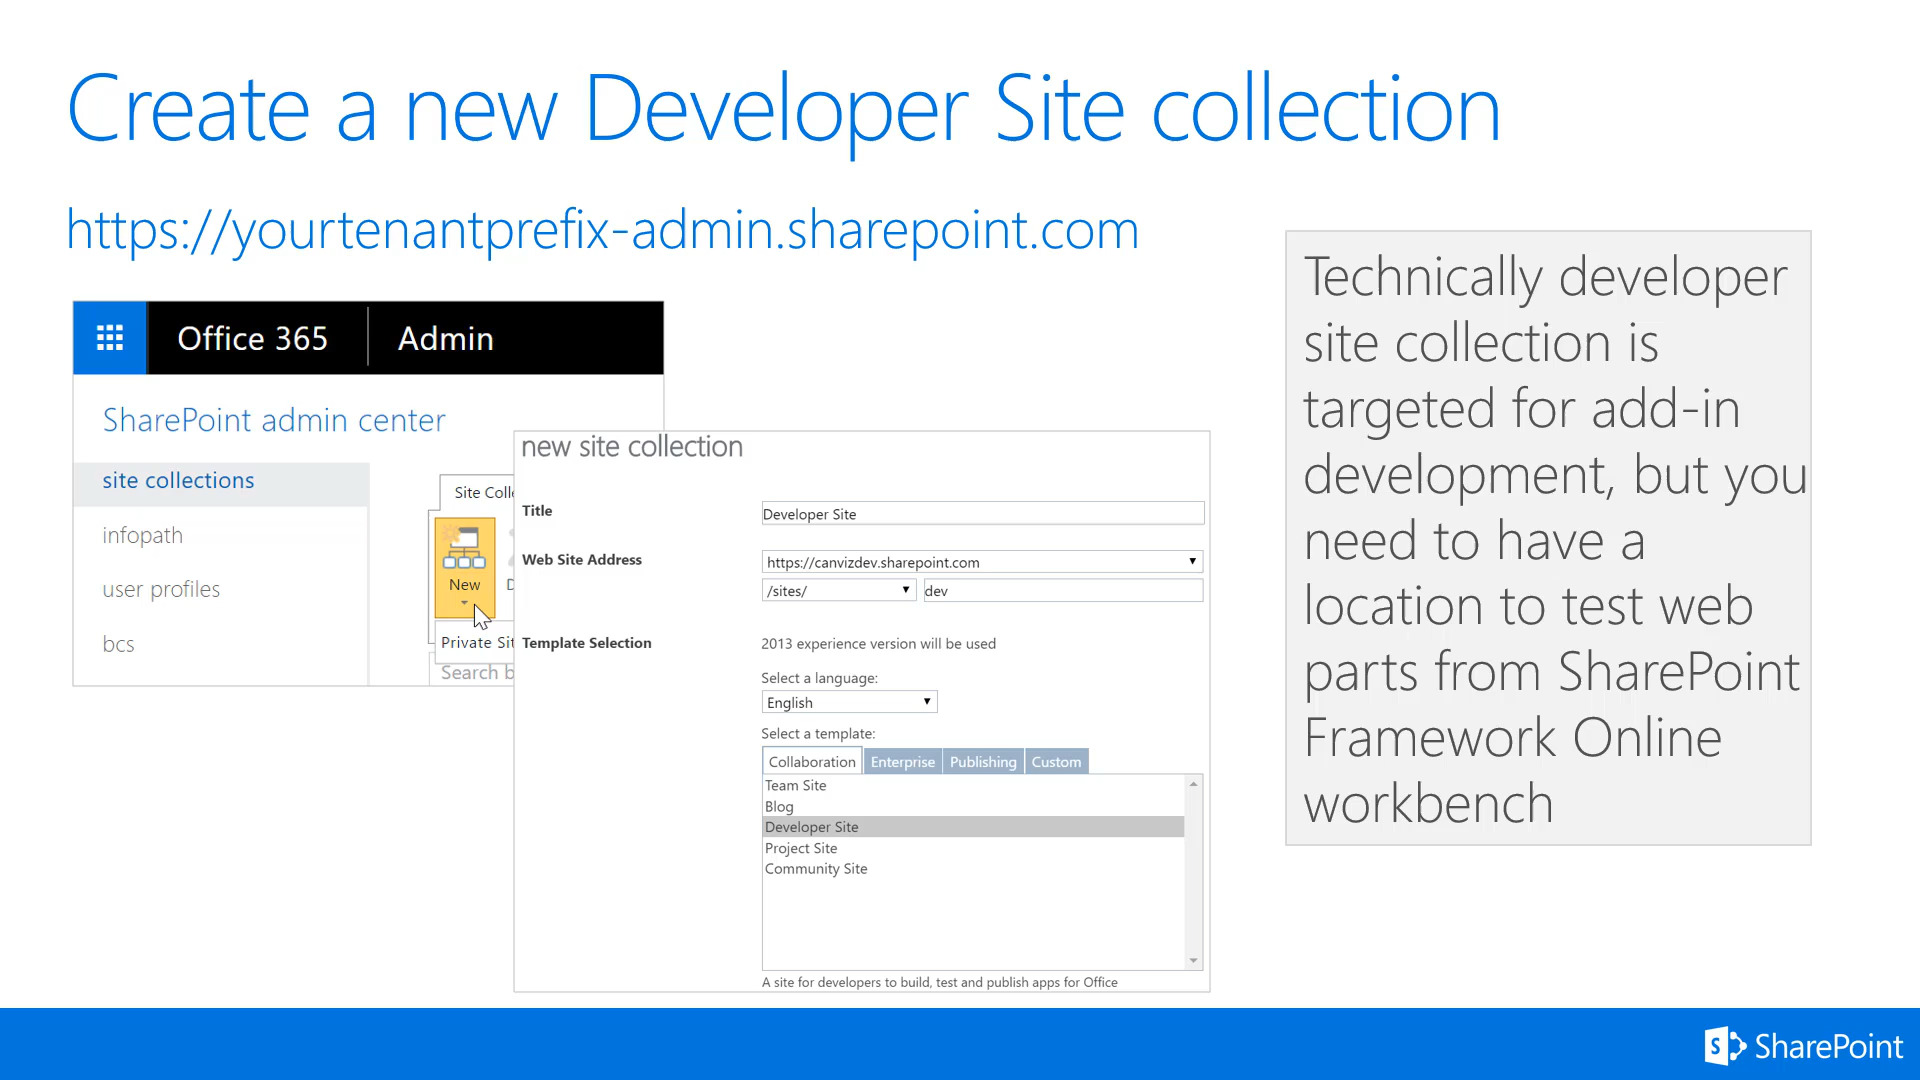 Create a new Developer Site collection
https://yourtenantprefix-admin.sharepoint.com
Office 365
Admin
SharePoint admin center
site collections
infopath
user profiles
bcs
Site Coll
New
Private Sit
Search b
new site collection
Title
Developer Site
Web Site Address
https://canvizdev.sharepoint.com
/sites/
dev
Template Selection
2013 experience version will be used
Select a language:
English
Select a template:
Collaboration Enterprise Publishing Custom
Team Site
Blog
Developer Site
Project Site
Community Site
A site for developers to build, test and publish apps for Office
Technically developer
site collection is
targeted for add-in
development, but you
need to have a
location to test web
parts from SharePoint
Framework Online
workbench
SharePoint